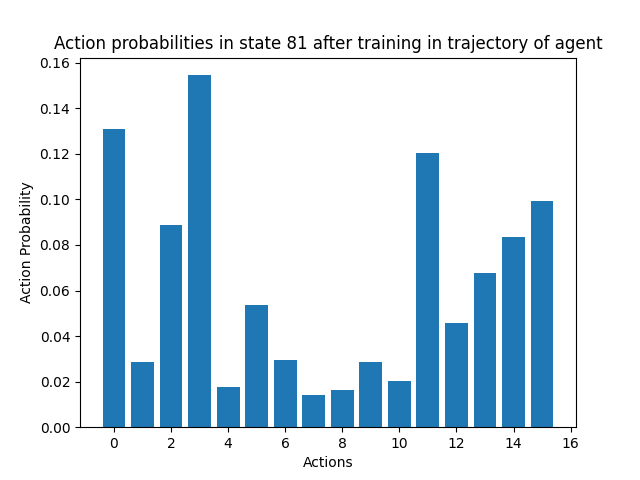 Action probabilities in state 81 after training in trajectory of agent
0.16
0.14
0.12
0.10
0.08
0.06
0.04
0.02
0.00
Action Probability
0 2 4 6 8 10 12 14 16
Actions